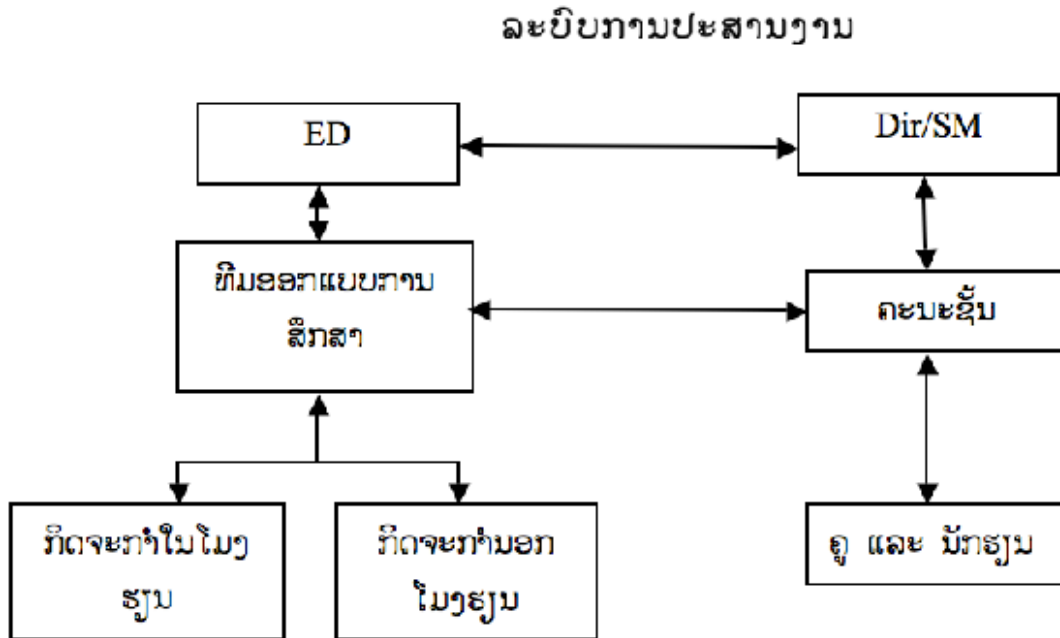 ລະບົບການປະສານງານ
ED
Dir/SM
ທີມອອກແບບການ
ສຶກສາ
ຄະນະຊັ້ນ
ກິດຈະກຳໃນໂມງ
ຮຽນ
ກິດຈະກຳນອກ
ໂມງຮຽນ
ຄູ ແລະ ນັກຮຽນ